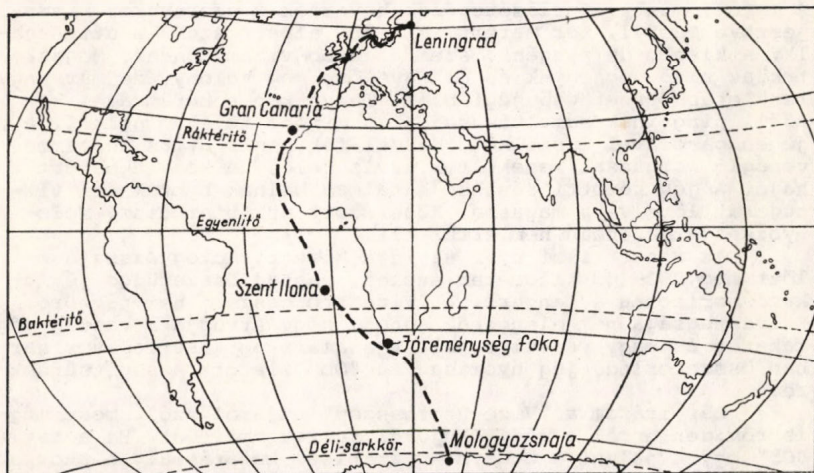 Leningrád
Gran Canaria
Ráktérítő
Egyenlítő
Szent Ilona
Baktérítő
Jóreménység foka
Déli-sarkkör
Mologyozsnaja